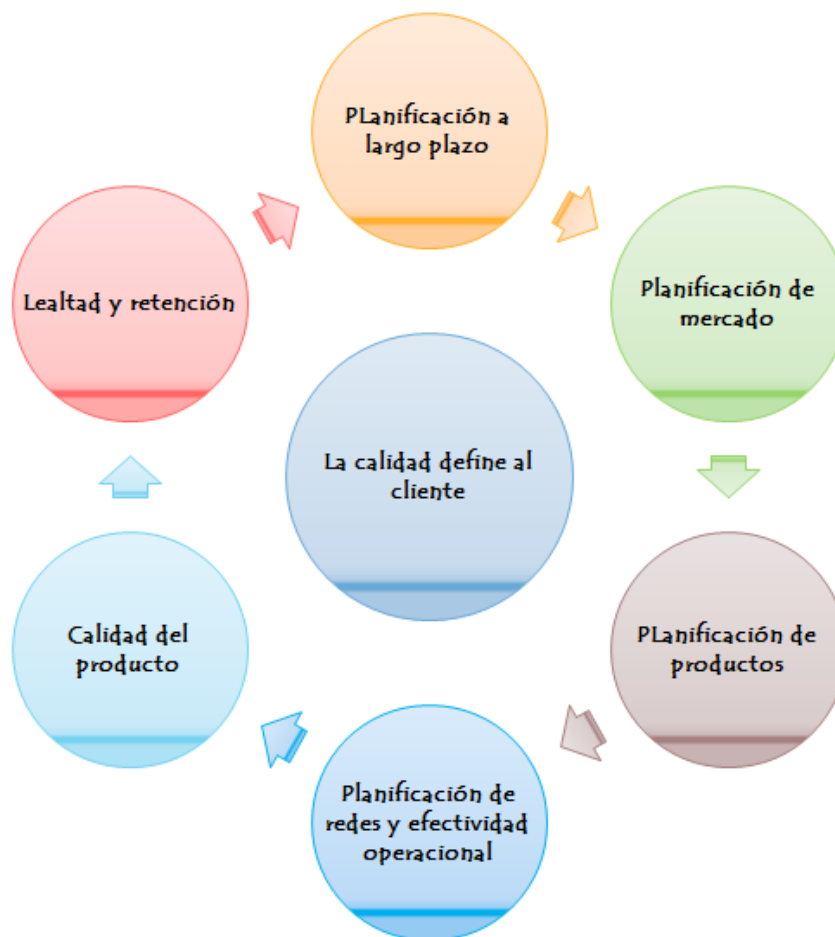 PLanificación a
largo plazo
Planificación de
mercado
PLanificación de
productos
Planificación de
redes y efectividad
operacional
Calidad del
producto
Lealtad y retención
La calidad define al
cliente